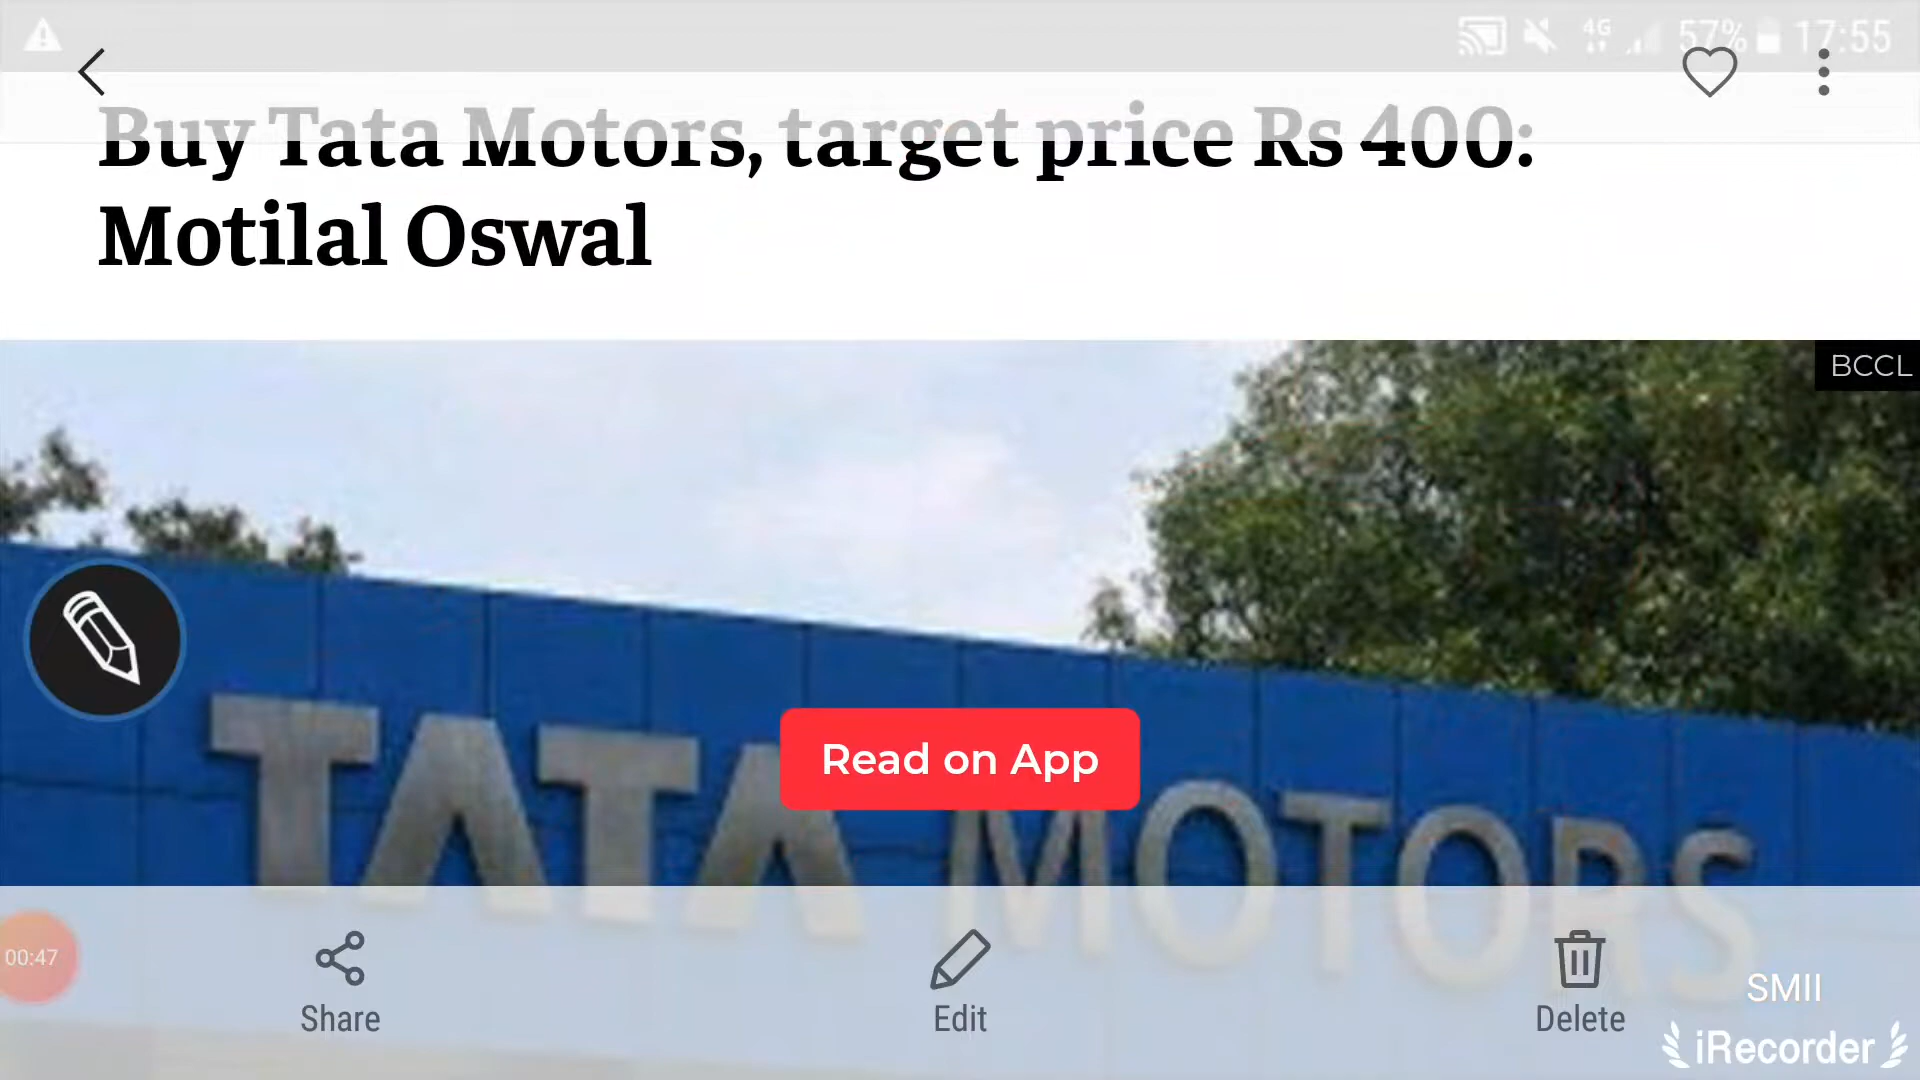 4G 57% 17:55
Buy Tata Motors, target price Rs 400:
Motilal Oswal
BCCL
TATA MOTORS
Read on App
00:47
Share
Edit
Delete
SMII
iRecorder